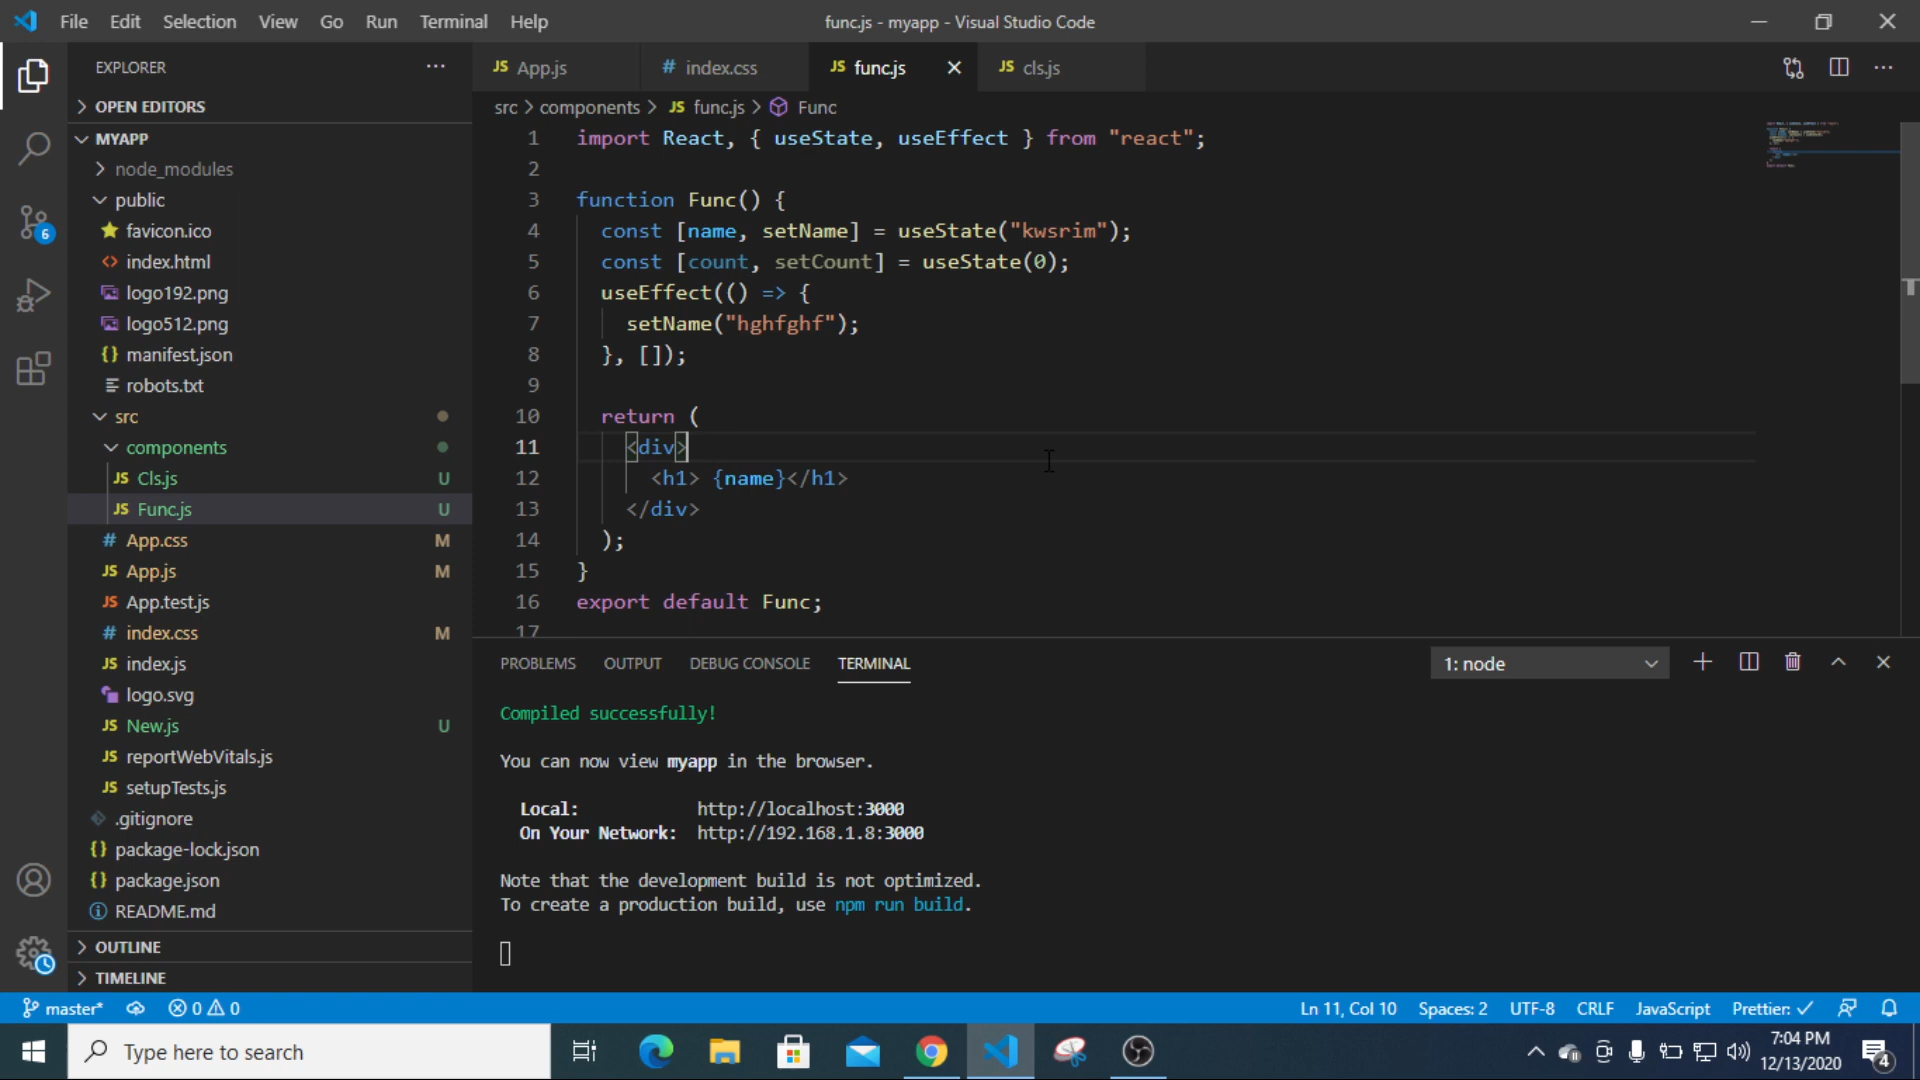 File Edit Selection View Go Run Terminal Help
func.js - myapp - Visual Studio Code
EXPLORER
OPEN EDITORS
MYAPP
node_modules
public
favicon.ico
index.html
logo192.png
logo512.png
manifest.json
robots.txt
src
components
JS Cls.js U
JS Func.js U
# App.css M
JS App.js M
JS App.test.js
# index.css M
JS index.js
logo.svg
JS New.js U
JS reportWebVitals.js
JS setupTests.js
.gitignore
{} package-lock.json
{} package.json
README.md
OUTLINE
TIMELINE
6
JS App.js # index.css JS func.js JS cls.js
src > components > JS func.js > Func
1 import React, { useState, useEffect } from "react";
2
3 function Func() {
4 const [name, setName] = useState("kwsrim");
5 const [count, setCount] = useState(0);
6 useEffect(() => {
7 setName("hghfghf");
8 }, []);
9
10 return (
11 <div>
12 <h1> {name}</h1>
13 </div>
14 );
15 }
16 export default Func;
17
PROBLEMS OUTPUT DEBUG CONSOLE TERMINAL
1: node
Compiled successfully!
You can now view myapp in the browser.
Local: http://localhost:3000
On Your Network: http://192.168.1.8:3000
Note that the development build is not optimized.
To create a production build, use npm run build.
master* 0 0
Ln 11, Col 10 Spaces: 2 UTF-8 CRLF JavaScript Prettier: ✓
Type here to search
7:04 PM
12/13/2020
4